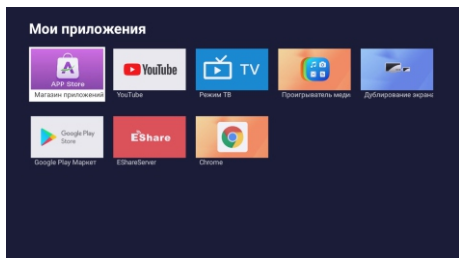 Мои приложения
APP Store
Магазин приложений
YouTube
YouTube
TV
Режим ТВ
Проигрыватель меди
Дублирование экран
Google Play
Store
Google Play Маркет
EShare
EShareServer
Chrome